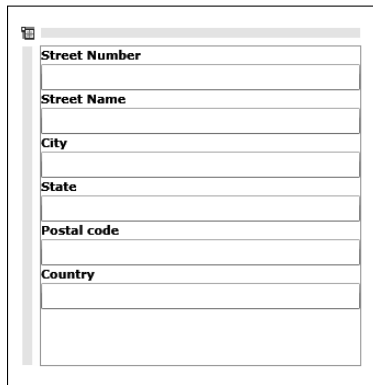 Street Number
Street Name
City
State
Postal code
Country